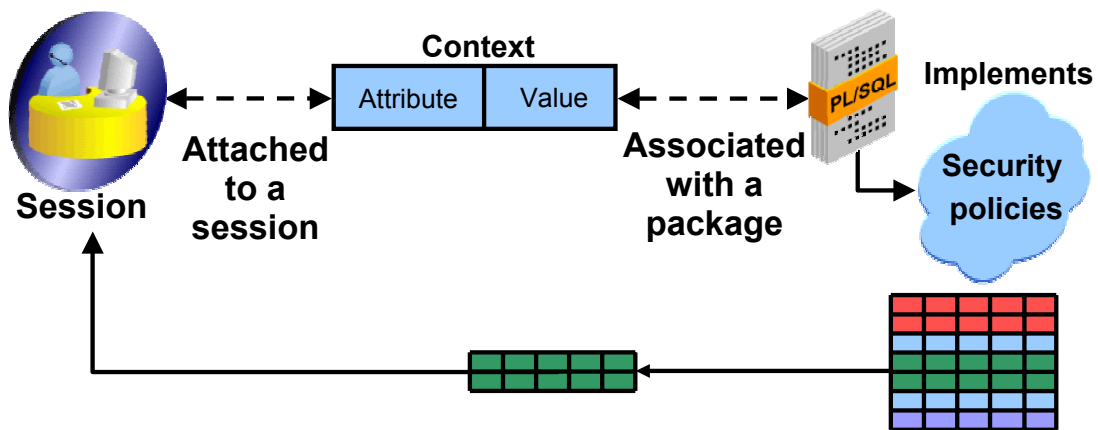 Context
Attribute
Value
PL/SQL
Implements
Attached
to a
session
Associated
with a
package
Security
policies
Session